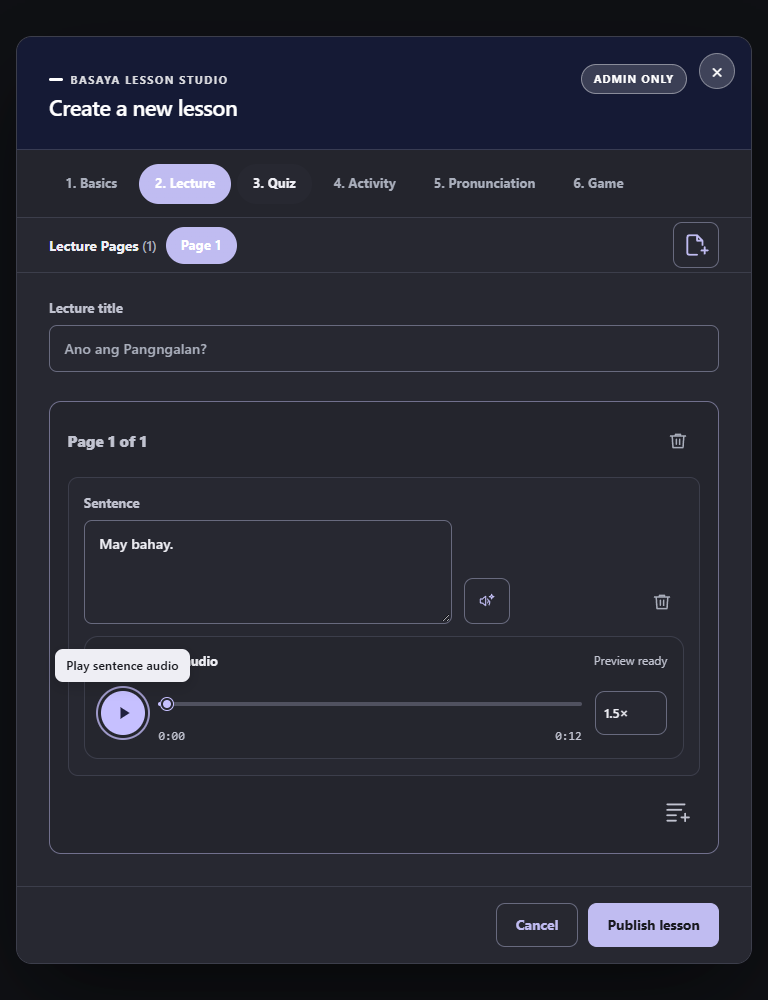 BASAYA LESSON STUDIO
Create a new lesson
ADMIN ONLY
1. Basics
2. Lecture
3. Quiz
4. Activity
5. Pronunciation
6. Game
Lecture Pages (1)
Page 1
Lecture title
Ano ang Pangngalan?
Page 1 of 1
Sentence
May bahay.
Play sentence audio
Preview ready
0:00
0:12
1.5×
Cancel
Publish lesson